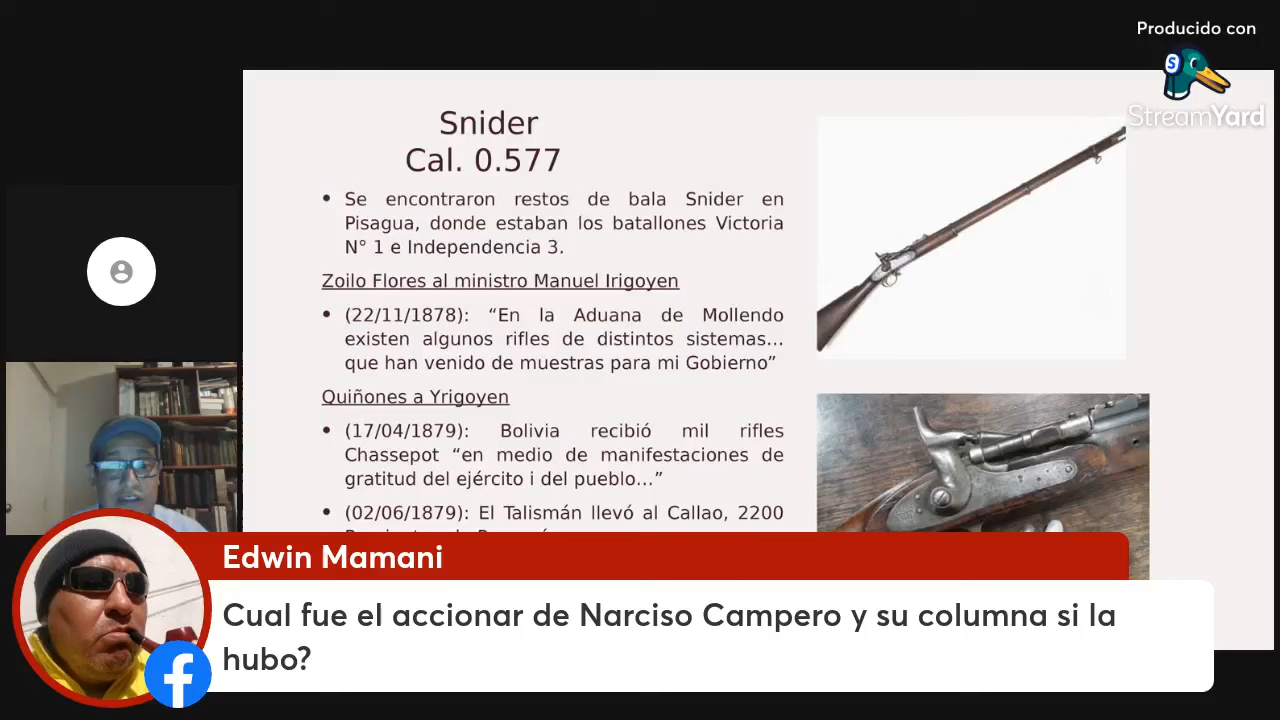 Producido con
StreamYard
Snider
Cal. 0.577
• Se encontraron restos de bala Snider en
Pisagua, donde estaban los batallones Victoria
N° 1 e Independencia 3.
Zoilo Flores al ministro Manuel Irigoyen
• (22/11/1878): “En la Aduana de Mollendo
existen algunos rifles de distintos sistemas...
que han venido de muestras para mi Gobierno”
Quiñones a Yrigoyen
• (17/04/1879): Bolivia recibió mil rifles
Chassepot “en medio de manifestaciones de
gratitud del ejército i del pueblo...”
• (02/06/1879): El Talismán llevó al Callao, 2200
Edwin Mamani
Cual fue el accionar de Narciso Campero y su columna si la
hubo?